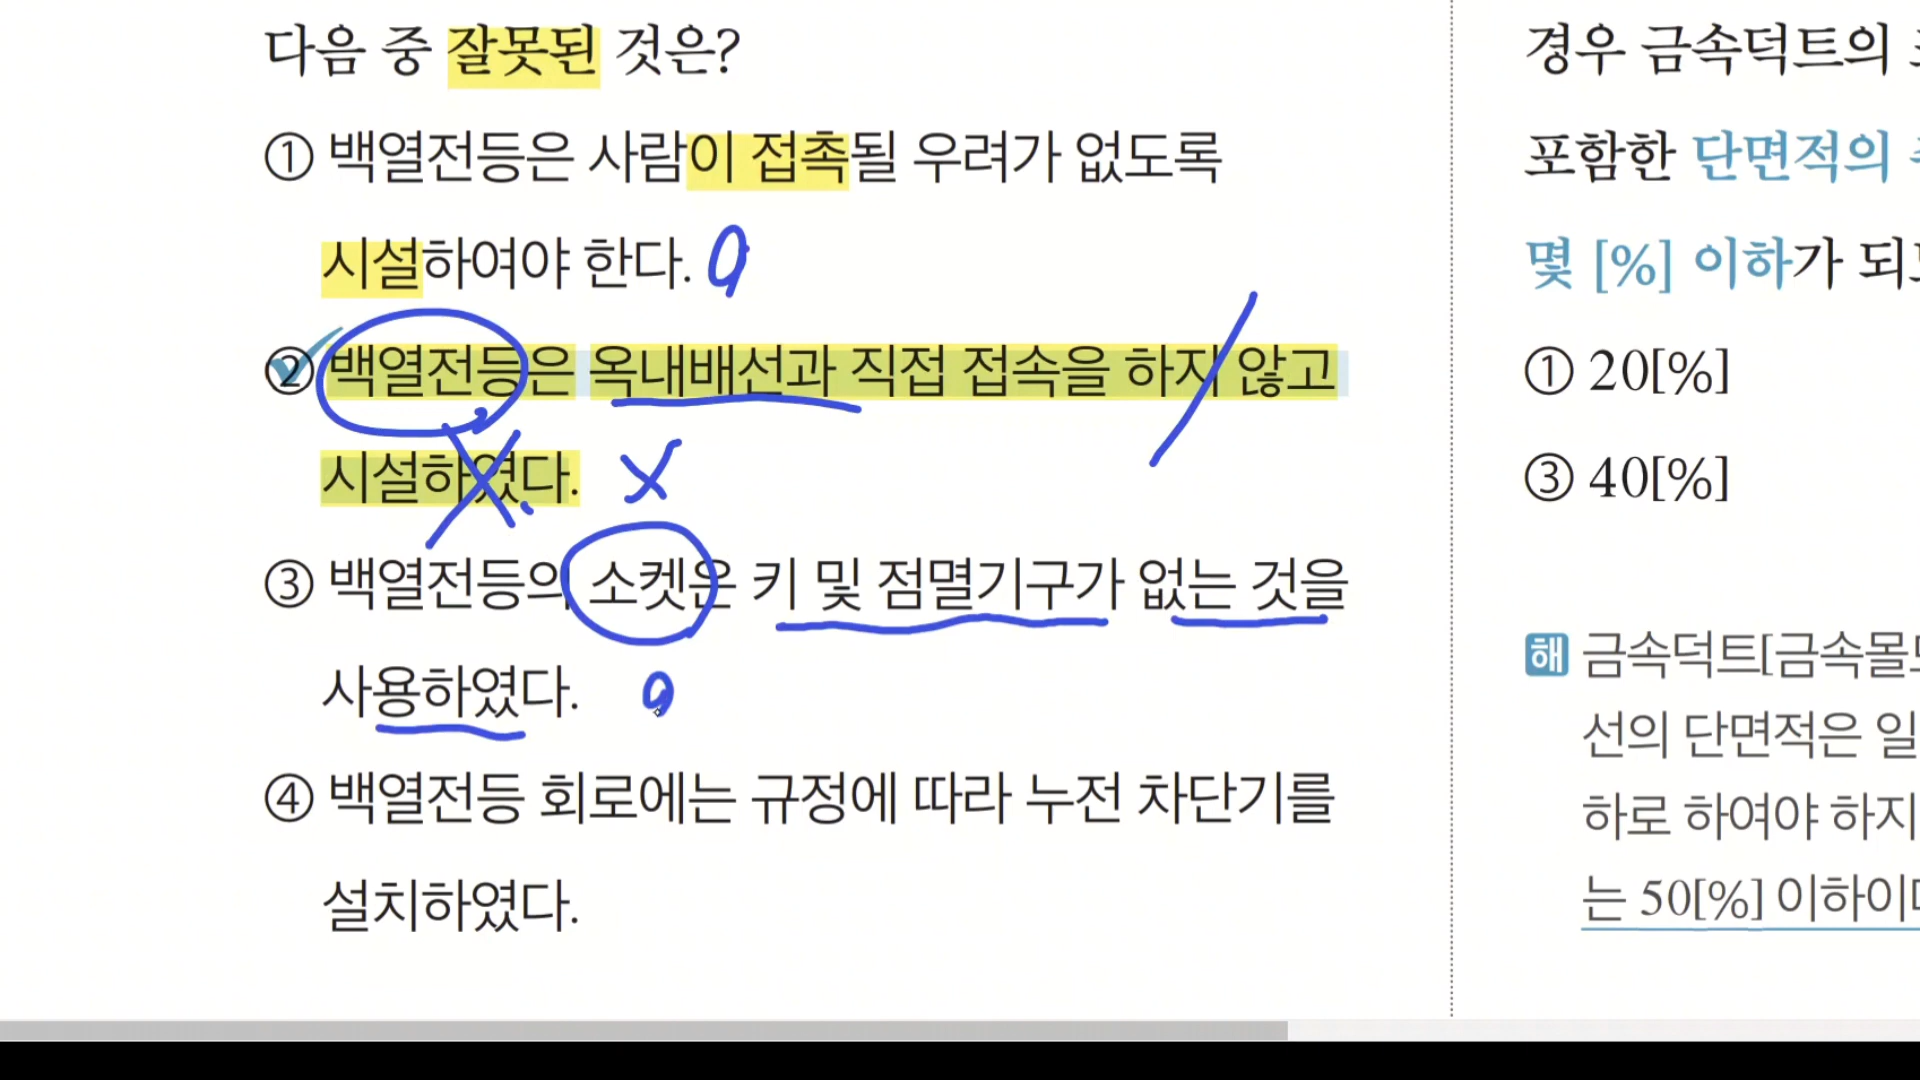 다음 중 잘못된 것은?
① 백열전등은 사람이 접촉될 우려가 없도록
시설하여야 한다.
② 백열전등은 옥내배선과 직접 접속을 하지 않고
시설하였다.
③ 백열전등의 소켓은 키 및 점멸기구가 없는 것을
사용하였다.
④ 백열전등 회로에는 규정에 따라 누전 차단기를
설치하였다.
경우 금속덕트의
포함한 단면적의
몇 [%] 이하가
① 20[%]
③ 40[%]
해 금속덕트[
선의 단면적은 일
하로 하여야 하지
는 50[%]